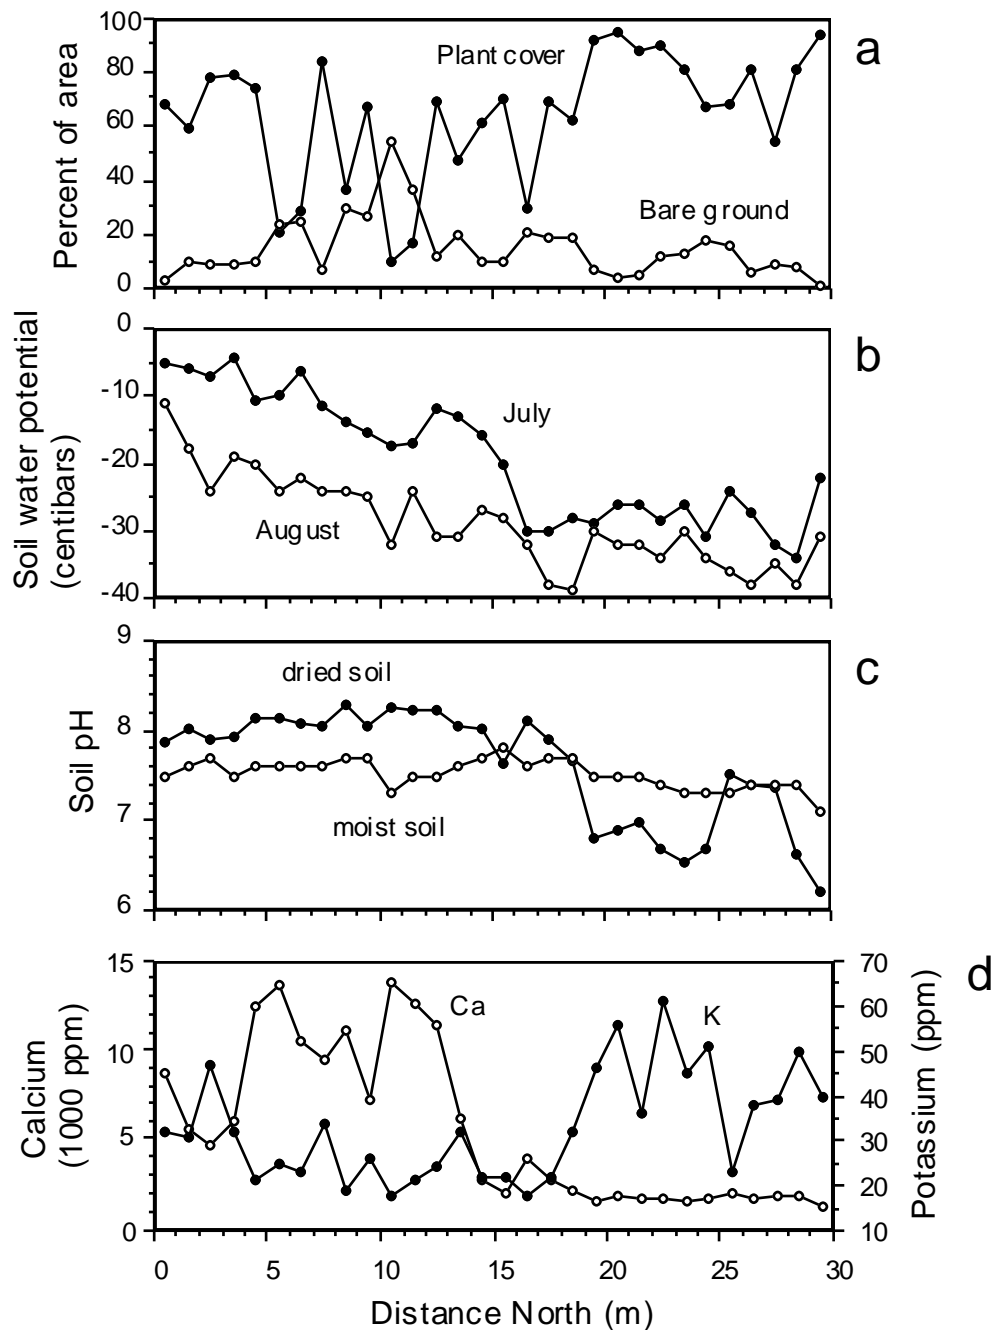 a
Percent of area
100
80
60
40
20
0
Plant cover
Bare ground
b
Soil water potential
(centibars)
0
-10
-20
-30
-40
July
August
c
Soil pH
9
8
7
6
dried soil
moist soil
d
Calcium
(1000 ppm)
15
10
5
0
Ca
K
70
60
50
40
30
20
10
Potassium (ppm)
0 5 10 15 20 25 30
Distance North (m)